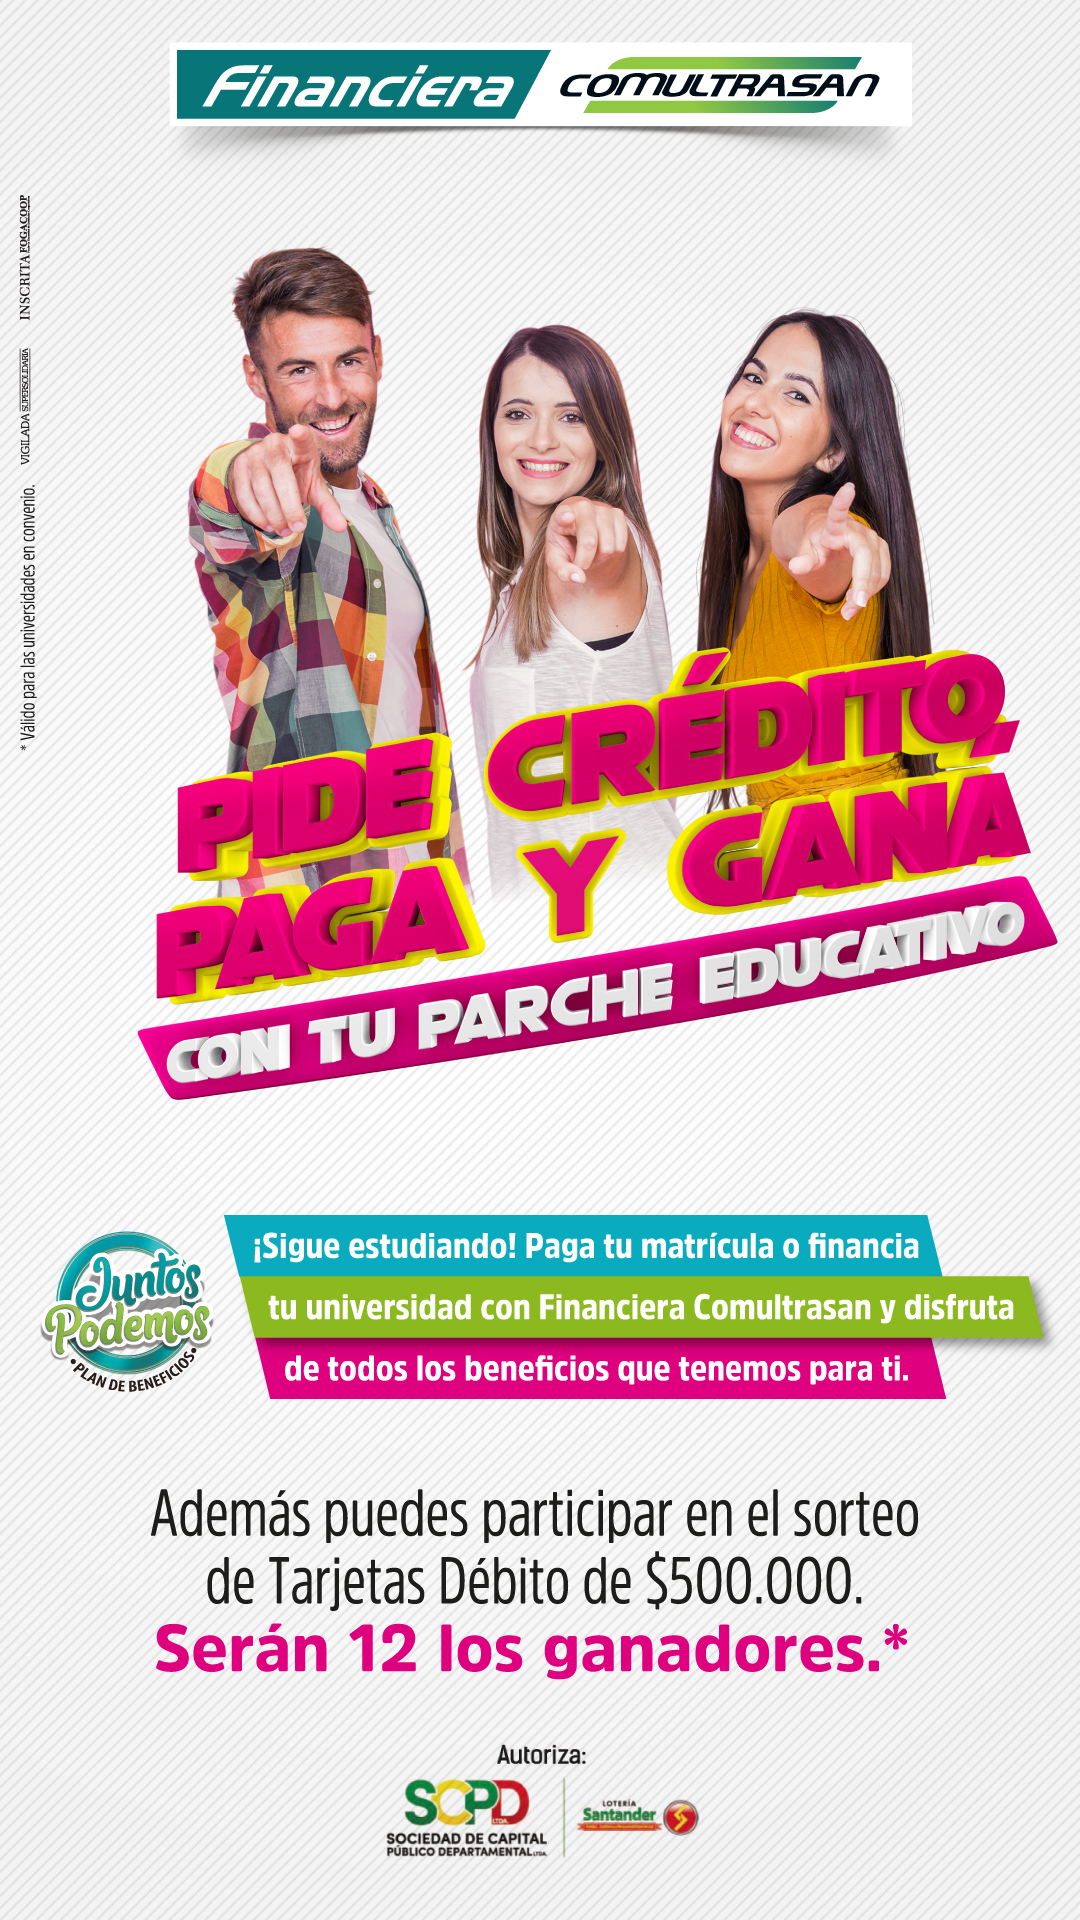 Financiera COMULTRASAN
* Válido para las universidades en convenio. VIGILADA SUPERSOLIDARIA INSCRITA FOGACOOP
PIDE CRÉDITO,
PAGA Y GANA
CON TU PARCHE EDUCATIVO
Juntos
Podemos
• PLAN DE BENEFICIOS •
¡Sigue estudiando! Paga tu matrícula o financia
tu universidad con Financiera Comultrasan y disfruta
de todos los beneficios que tenemos para ti.
Además puedes participar en el sorteo
de Tarjetas Débito de $500.000.
Serán 12 los ganadores.*
Autoriza:
SCPD LTDA.
SOCIEDAD DE CAPITAL
PÚBLICO DEPARTAMENTAL LTDA.
LOTERÍA
Santander